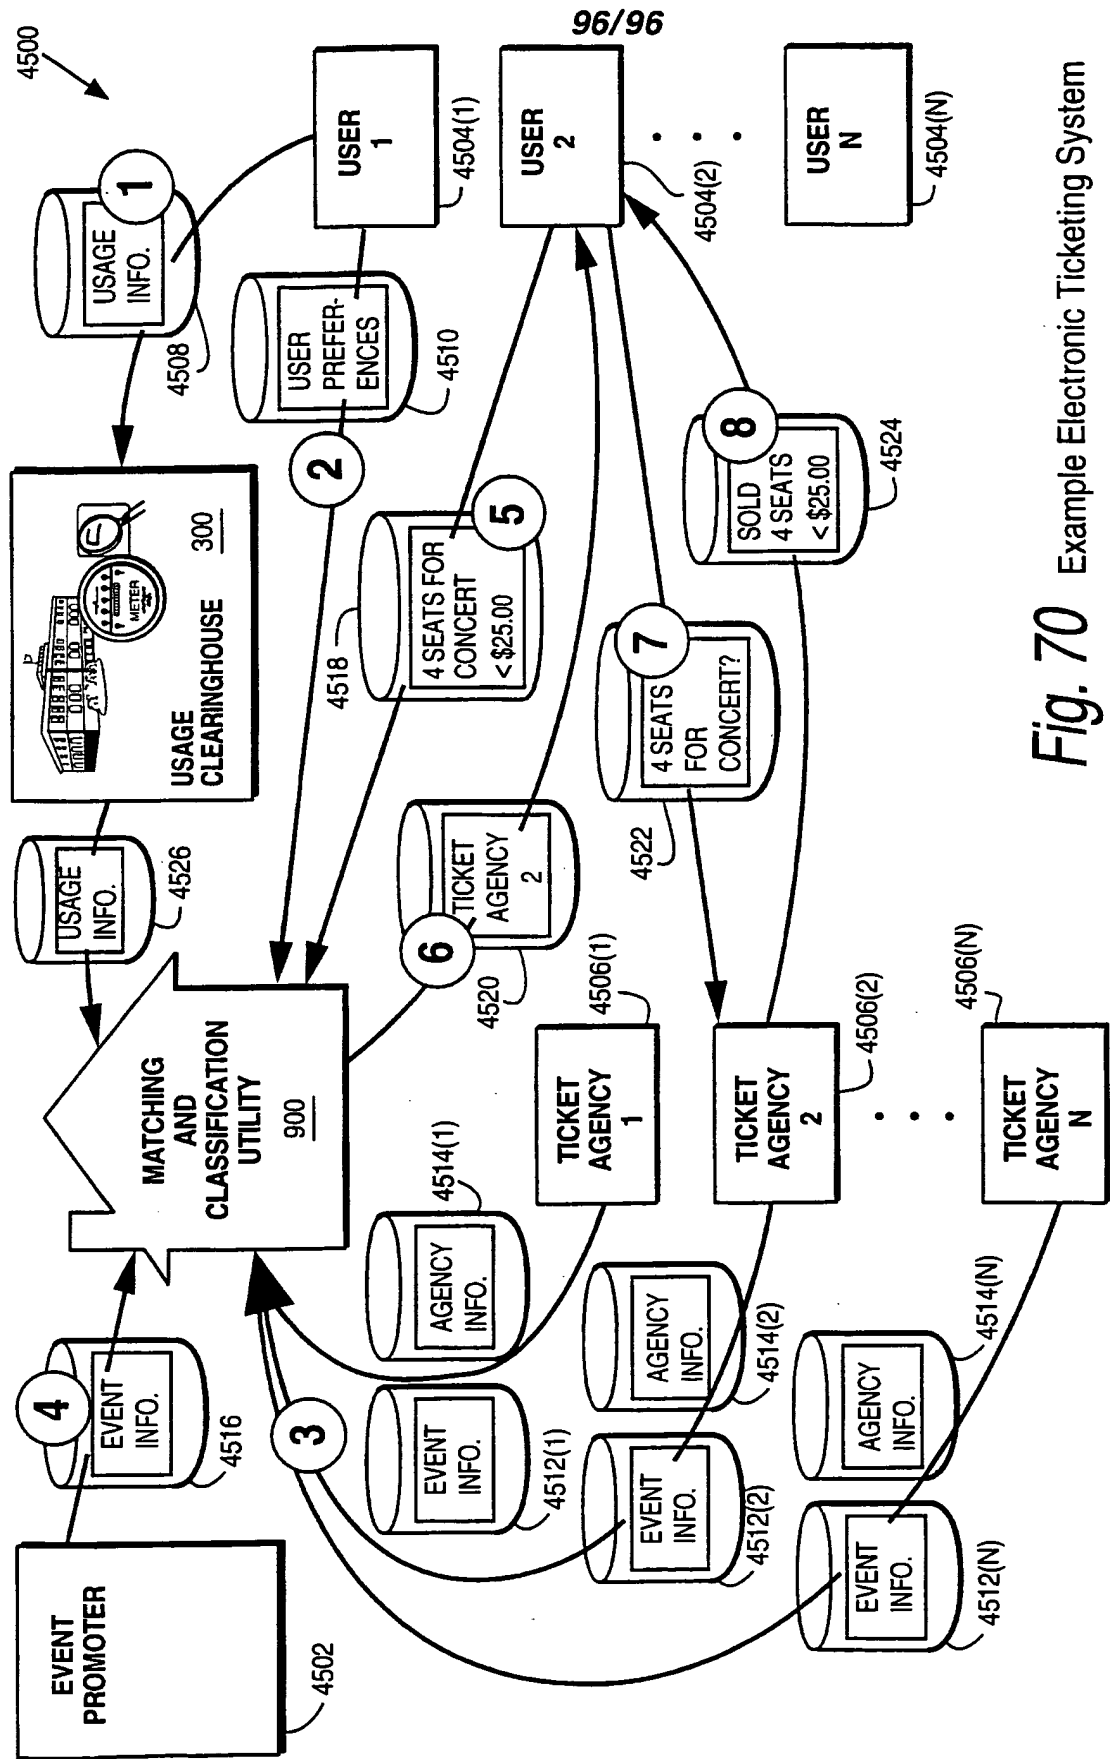 96/96
4500
EVENT
PROMOTER
4502
4
EVENT
INFO.
4516
MATCHING
AND
CLASSIFICATION
UTILITY
900
USAGE
INFO.
4526
METER
300
USAGE
CLEARINGHOUSE
1
USAGE
INFO.
4508
USER
1
4504(1)
2
USER
PREFER-
ENCES
4510
3
EVENT
INFO.
4512(1)
AGENCY
INFO.
4514(1)
TICKET
AGENCY
1
4506(1)
5
4 SEATS FOR
CONCERT
< $25.00
4518
6
TICKET
AGENCY
2
4520
USER
2
4504(2)
EVENT
INFO.
4512(2)
AGENCY
INFO.
4514(2)
TICKET
AGENCY
2
4506(2)
7
4 SEATS
FOR
CONCERT?
4522
8
SOLD
4 SEATS
< $25.00
4524
EVENT
INFO.
4512(N)
AGENCY
INFO.
4514(N)
TICKET
AGENCY
N
4506(N)
USER
N
4504(N)
Fig. 70 Example Electronic Ticketing System